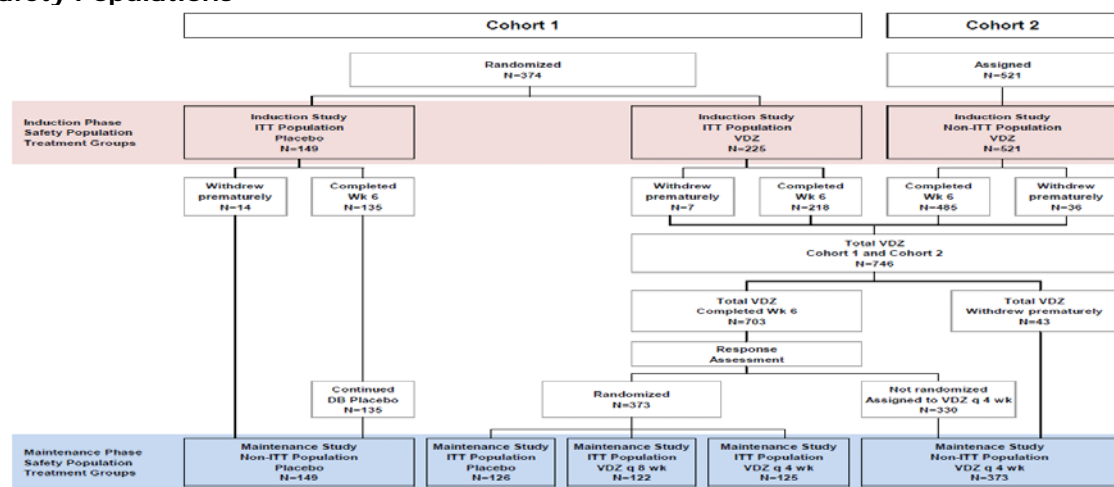 Safety Populations
Cohort 1
Cohort 2
Randomized
N=374
Assigned
N=521
Induction Phase
Safety Population
Treatment Groups
Induction Study
ITT Population
Placebo
N=149
Induction Study
ITT Population
VDZ
N=225
Induction Study
Non-ITT Population
VDZ
N=521
Withdrew
prematurely
N=14
Completed
Wk 6
N=135
Withdrew
prematurely
N=7
Completed
Wk 6
N=218
Completed
Wk 6
N=485
Withdrew
prematurely
N=36
Total VDZ
Cohort 1 and Cohort 2
N=746
Total VDZ
Completed Wk 6
N=703
Total VDZ
Withdrew prematurely
N=43
Response
Assessment
Continued
DB Placebo
N=135
Randomized
N=373
Not randomized
Assigned to VDZ q 4 wk
N=330
Maintenance Phase
Safety Population
Treatment Groups
Maintenance Study
Non-ITT Population
Placebo
N=149
Maintenance Study
ITT Population
Placebo
N=126
Maintenance Study
ITT Population
VDZ q 8 wk
N=122
Maintenance Study
ITT Population
VDZ q 4 wk
N=125
Maintenace Study
Non-ITT Population
VDZ q 4 wk
N=373